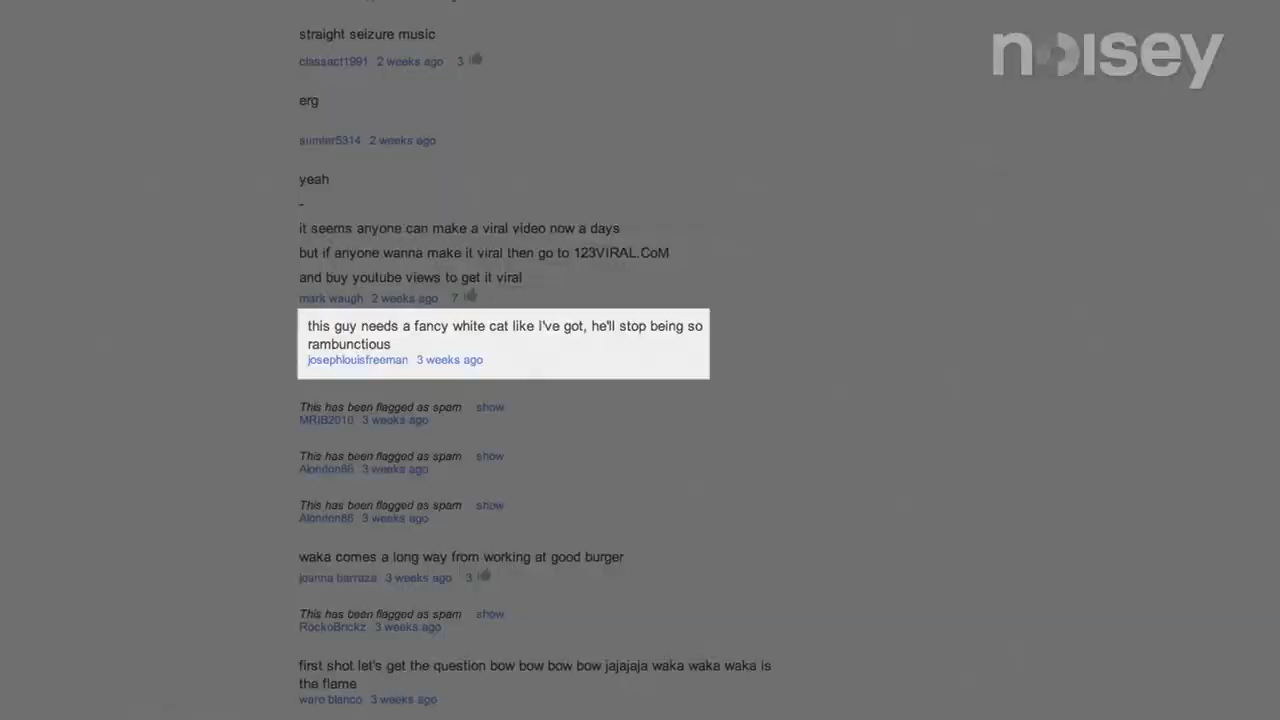 noisey
straight seizure music
classact1991 2 weeks ago 3
erg
sumter5314 2 weeks ago
yeah
-
it seems anyone can make a viral video now a days
but if anyone wanna make it viral then go to 123VIRAL.CoM
and buy youtube views to get it viral
mark waugh 2 weeks ago 7
this guy needs a fancy white cat like I've got, he'll stop being so
rambunctious
josephlouisfreeman 3 weeks ago
This has been flagged as spam show
MRIB2010 3 weeks ago
This has been flagged as spam show
Alondon86 3 weeks ago
This has been flagged as spam show
Alondon86 3 weeks ago
waka comes a long way from working at good burger
joanna barraza 3 weeks ago 3
This has been flagged as spam show
RockoBrickz 3 weeks ago
first shot let's get the question bow bow bow bow jajajaja waka waka waka is
the flame
waro blanco 3 weeks ago